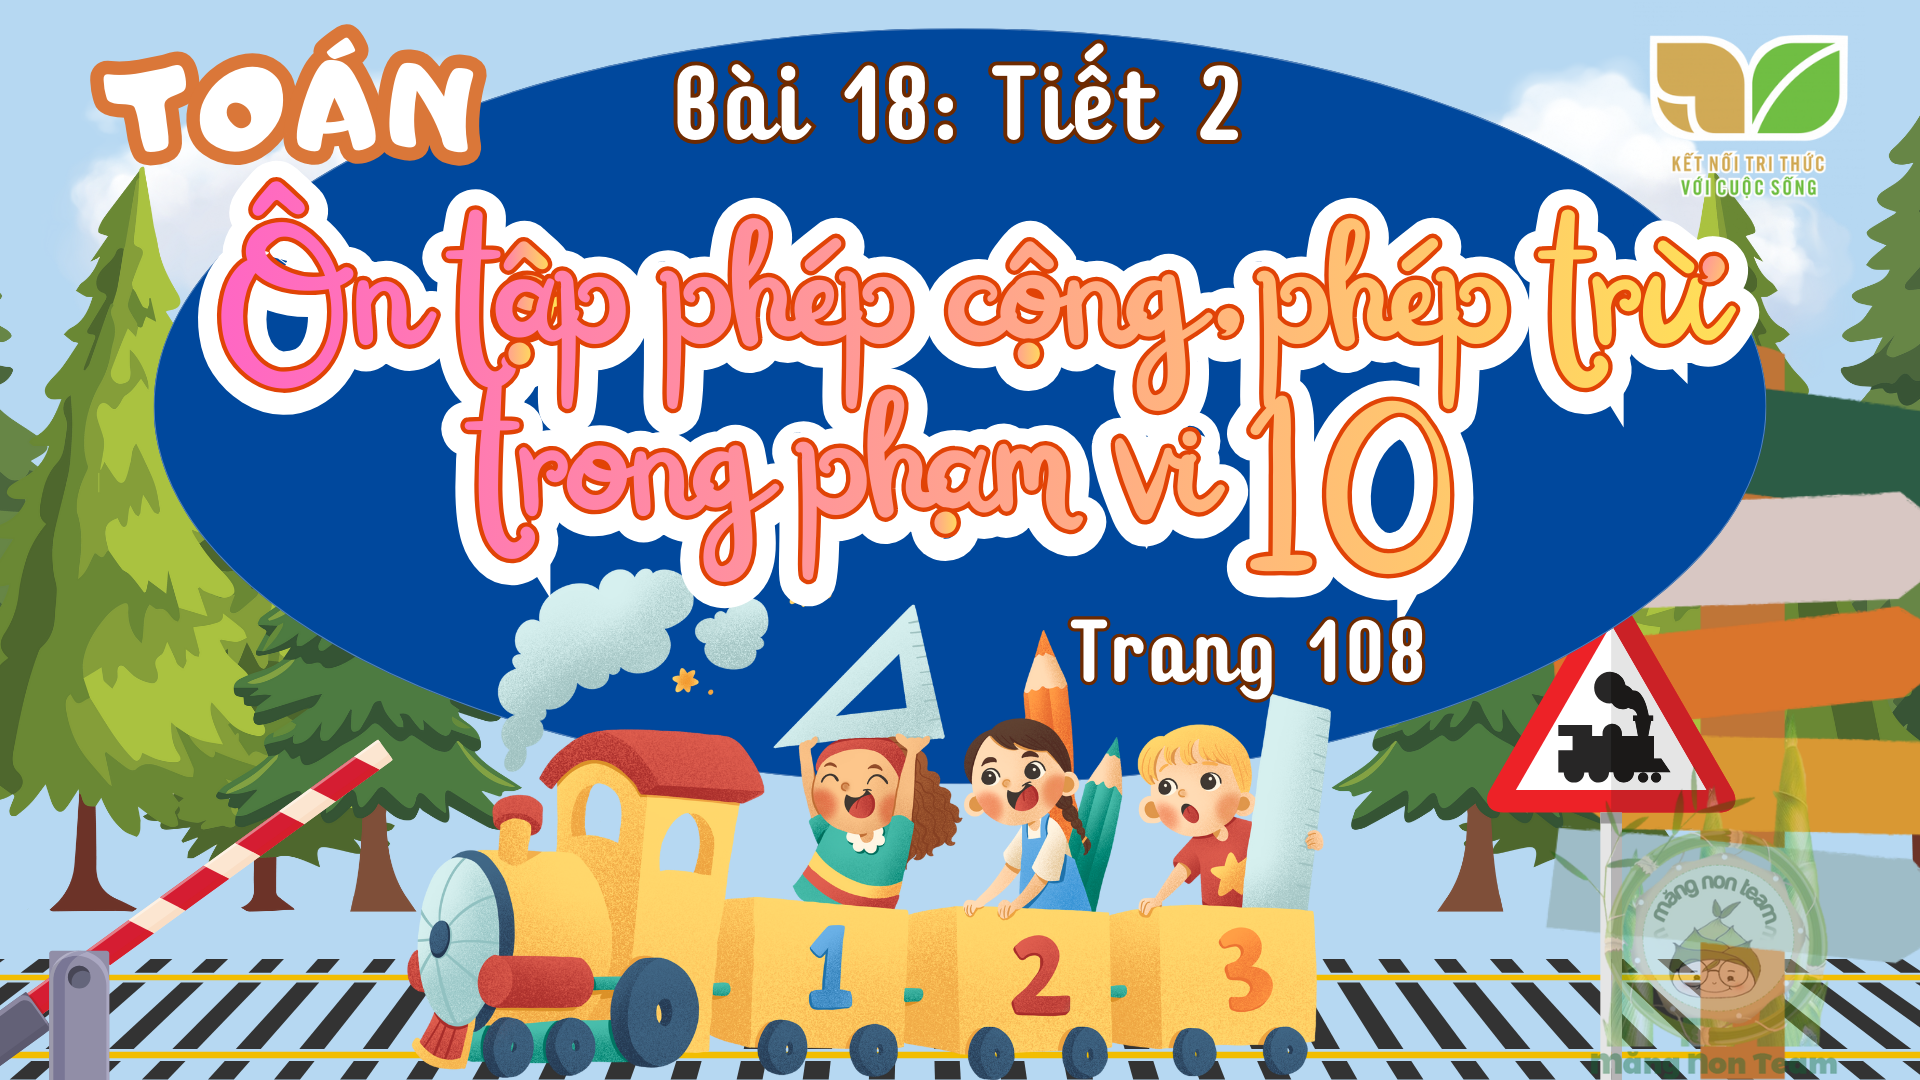 TOÁN
Bài 18: Tiết 2
KẾT NỐI TRI THỨC
VỚI CUỘC SỐNG
Ôn tập phép cộng, phép trừ
trong phạm vi 10
Trang 108
1 2 3
măng non team
Măng Non Team